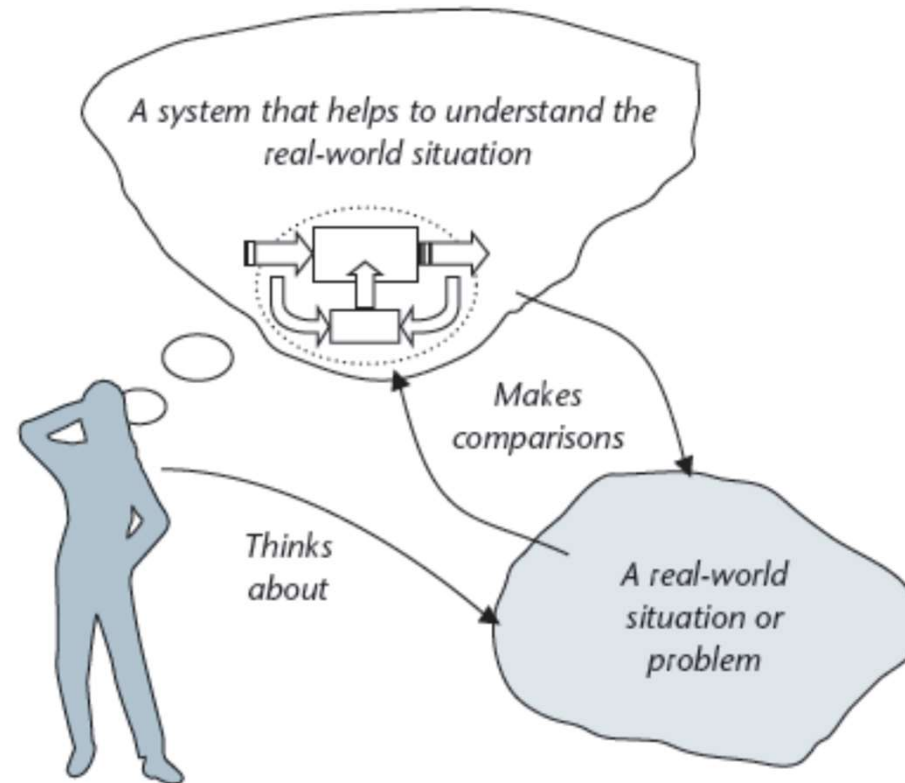 A system that helps to understand the
real-world situation
Makes
comparisons
Thinks
about
A real-world
situation or
problem